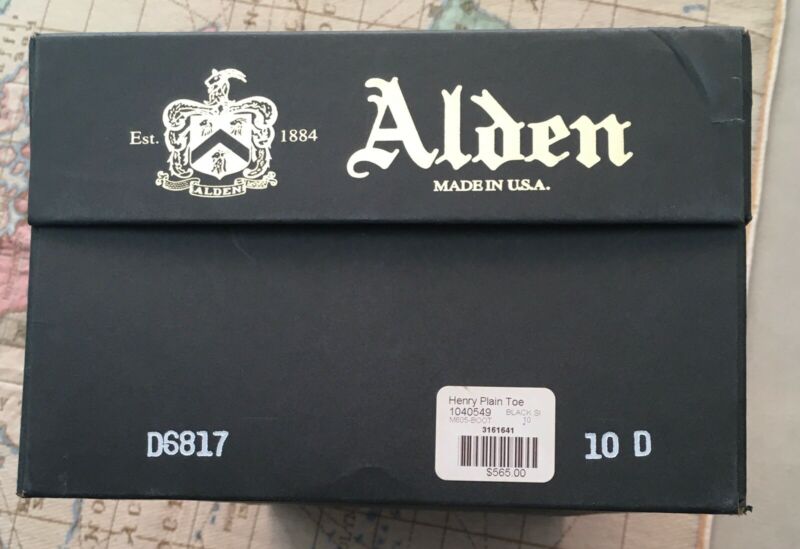 Est. 1884
ALDEN
Alden
MADE IN U.S.A.
D6817
Henry Plain Toe
1040549 BLACK SI
M605-BOOT 10
3161641
$565.00
10 D